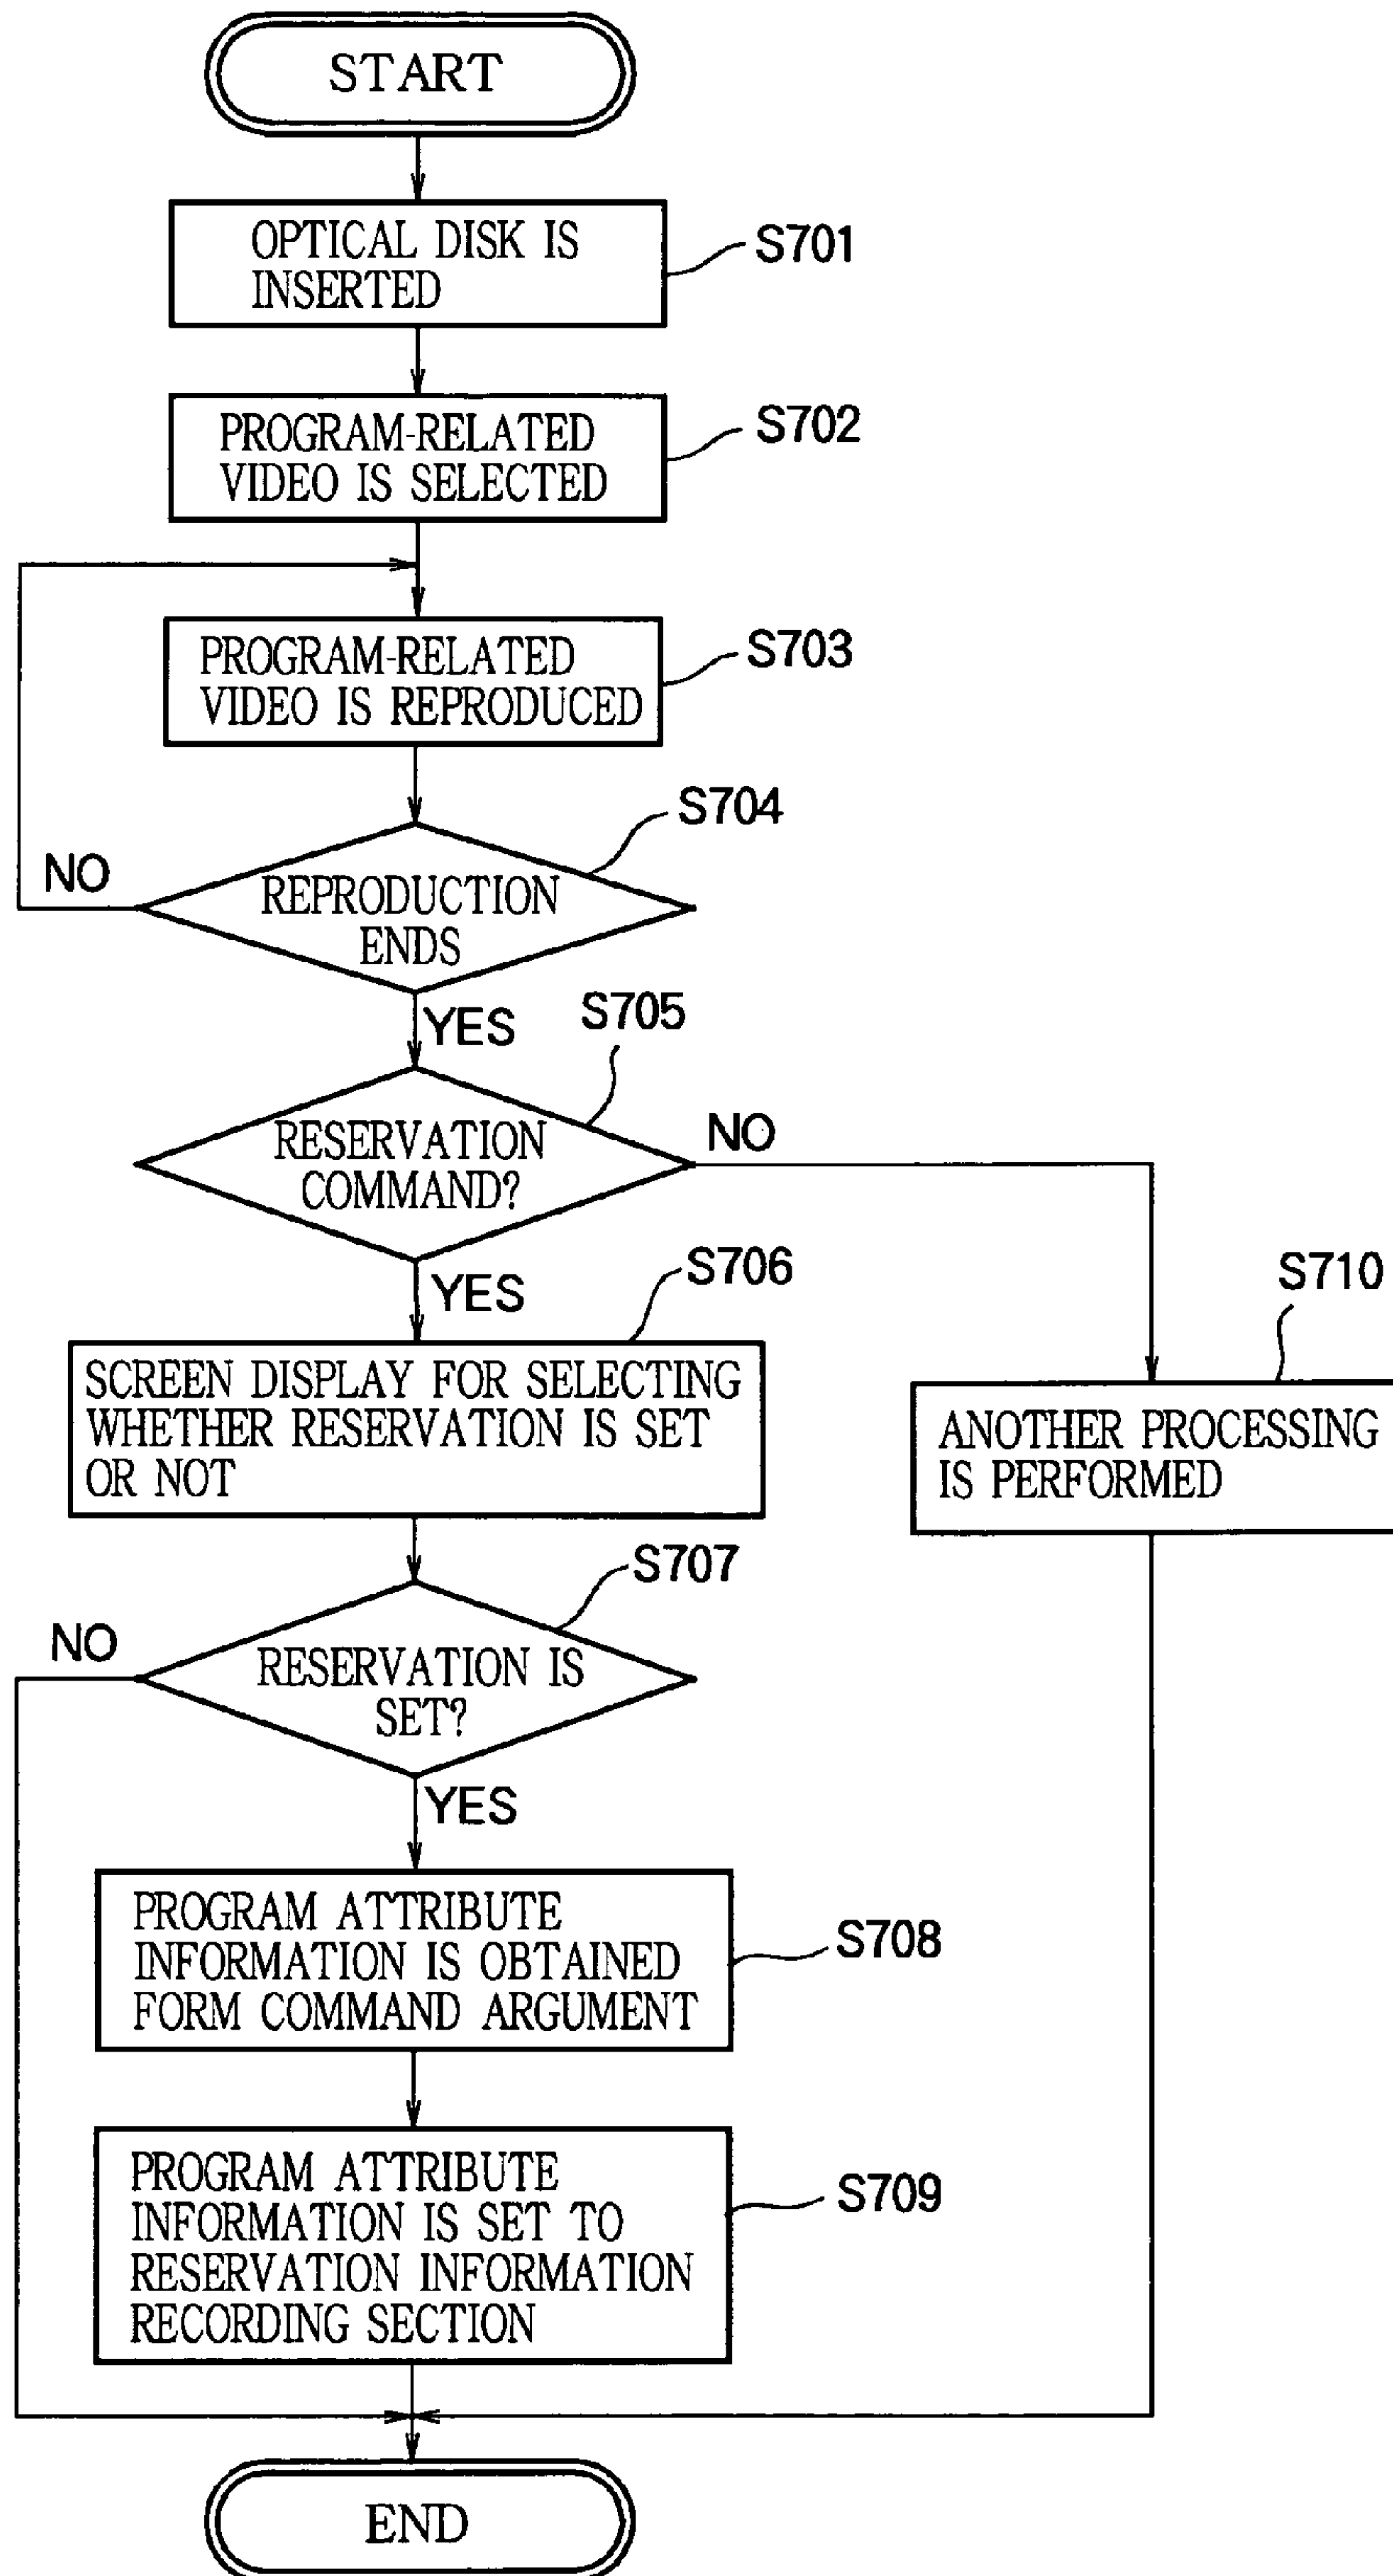 START
OPTICAL DISK IS
INSERTED
S701
PROGRAM-RELATED
VIDEO IS SELECTED
S702
PROGRAM-RELATED
VIDEO IS REPRODUCED
S703
S704
NO
REPRODUCTION
ENDS
YES
S705
RESERVATION
COMMAND?
NO
YES
S706
S710
SCREEN DISPLAY FOR SELECTING
WHETHER RESERVATION IS SET
OR NOT
ANOTHER PROCESSING
IS PERFORMED
S707
NO
RESERVATION IS
SET?
YES
PROGRAM ATTRIBUTE
INFORMATION IS OBTAINED
FORM COMMAND ARGUMENT
S708
PROGRAM ATTRIBUTE
INFORMATION IS SET TO
RESERVATION INFORMATION
RECORDING SECTION
S709
END